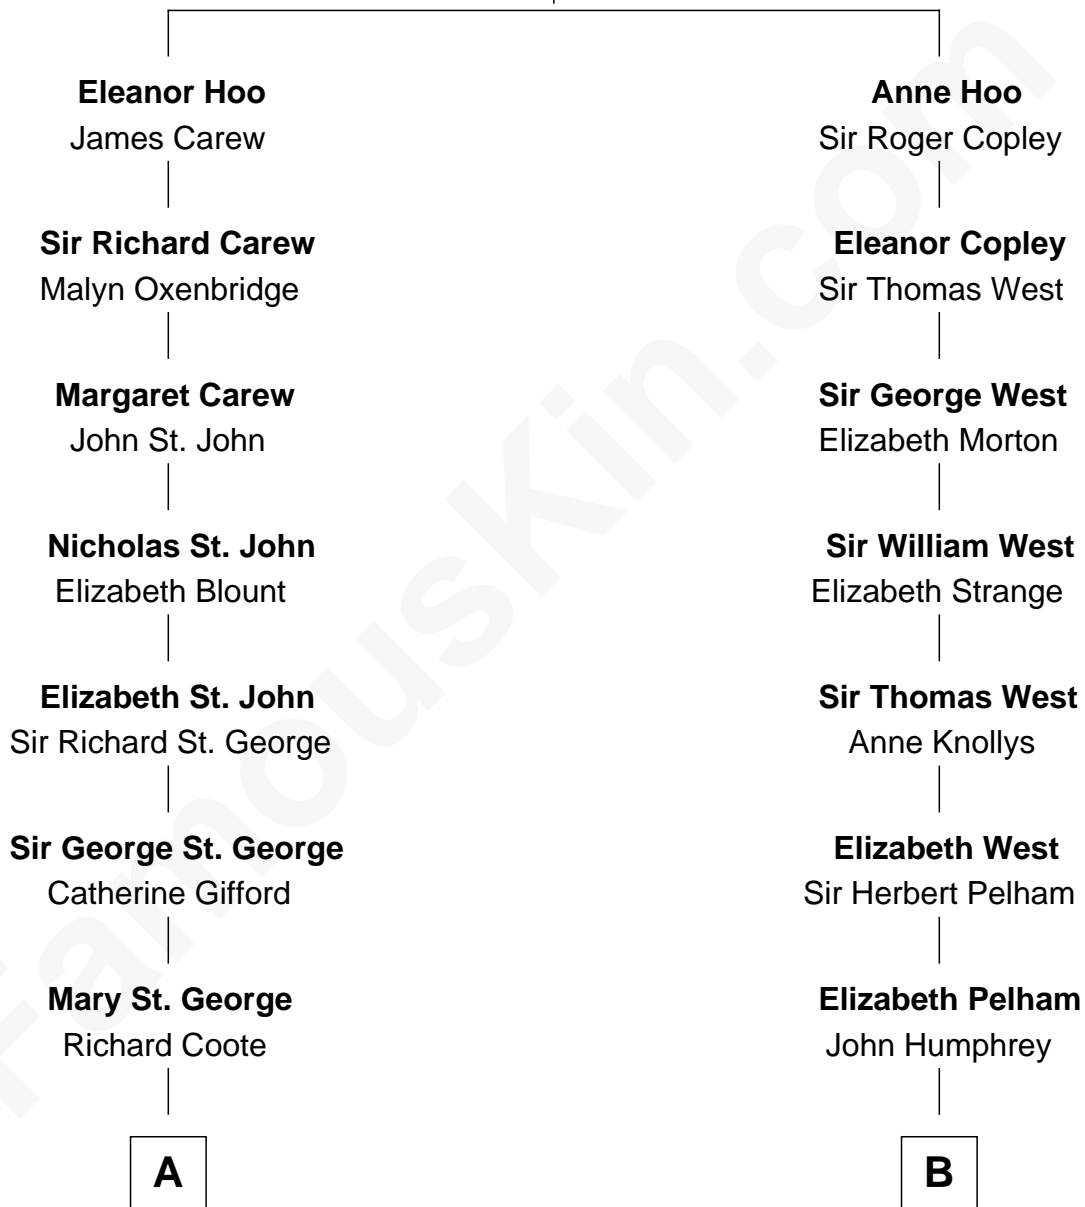 Eleanor Hoo
James Carew
Sir Richard Carew
Malyn Oxenbridge
Margaret Carew
John St. John
Nicholas St. John
Elizabeth Blount
Elizabeth St. John
Sir Richard St. George
Sir George St. George
Catherine Gifford
Mary St. George
Richard Coote
A
Anne Hoo
Sir Roger Copley
Eleanor Copley
Sir Thomas West
Sir George West
Elizabeth Morton
Sir William West
Elizabeth Strange
Sir Thomas West
Anne Knollys
Elizabeth West
Sir Herbert Pelham
Elizabeth Pelham
John Humphrey
B
FamousKin.com